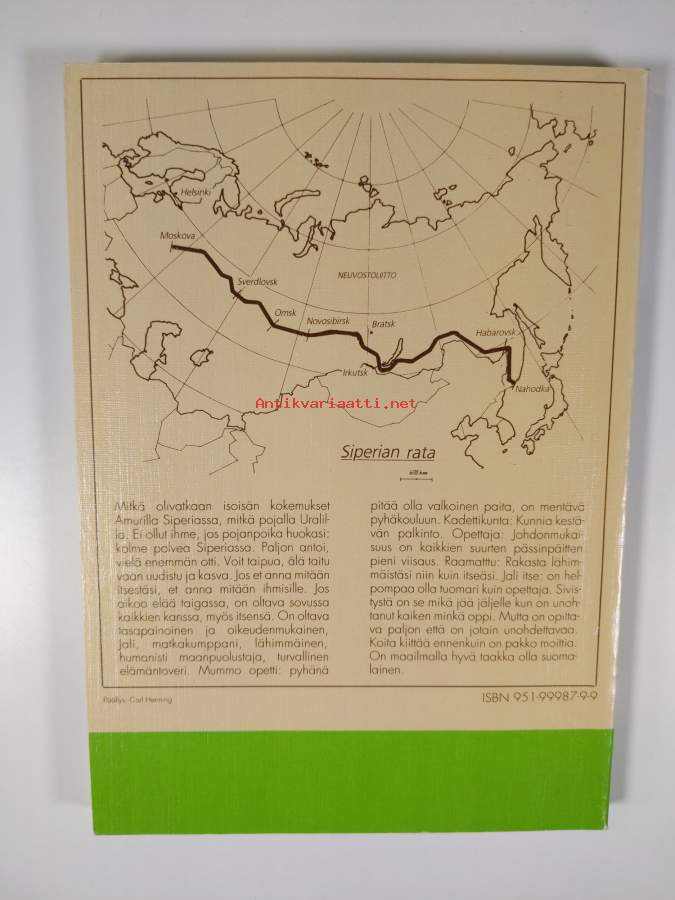 Helsinki
Moskova
NEUVOSTOLIITTO
Sverdlovsk
Omsk
Novosibirsk
Bratsk
Habarovsk
Irkutsk
Nahodka
Antikvariaatti.net
Siperian rata
600 km
Mitkä olivatkaan isoisän kokemukset
Amurilla Siperiassa, mitkä pojalla Uralil-
la. Ei ollut ihme, jos pojanpoika huokasi:
kolme polvea Siperiassa. Paljon antoi,
vielä enemmän otti. Voit taipua, älä taitu
vaan uudistu ja kasva. Jos et anna mitään
itsestäsi, et anna mitään ihmisille. Jos
aikoo elää taigassa, on oltava sovussa
kaikkien kanssa, myös itsensä. On oltava
tasapainoinen ja oikeudenmukainen,
Jali, matkakumppani, lähimmäinen,
humanisti maanpuolustaja, turvallinen
elämäntoveri. Mummo opetti: pyhänä
pitää olla valkoinen paita, on mentävä
pyhäkouluun. Kadettikunta: Kunnia kestä-
vän palkinto. Opettaja: Johdonmukai-
suus on kaikkien suurten pässinpäitten
pieni viisaus. Raamatttu: Rakasta lähim-
mäistäsi niin kuin itseäsi. Jali itse: on hel-
pompaa olla tuomari kuin opettaja. Sivis-
tystä on se mikä jää jäljelle kun on unoh-
tanut kaiken minkä oppi. Mutta on opitta-
va paljon että on jotain unohdettavaa.
Koita kiittää ennenkuin on pakko moittia.
On maailmalla hyvä taakka olla suoma-
lainen.
Päällys: Carl Henning
ISBN 951-99987-9-9